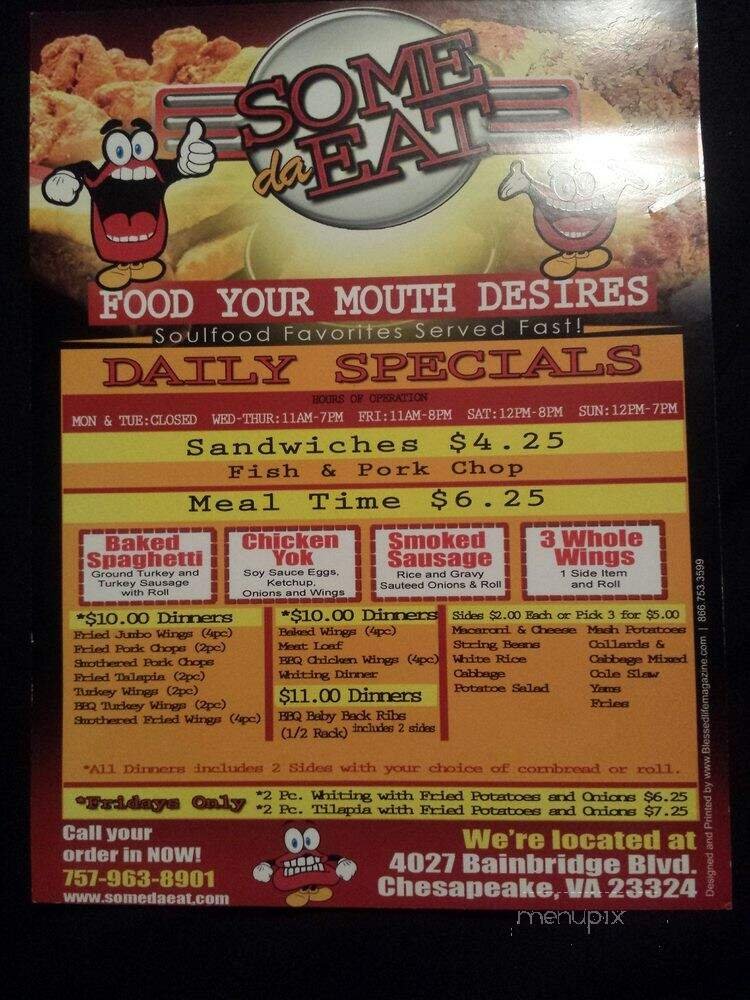 SOME
da EAT
FOOD YOUR MOUTH DESIRES
Soulfood Favorites Served Fast!
DAILY SPECIALS
HOURS OF OPERATION
MON & TUE:CLOSED WED-THUR:11AM-7PM FRI:11AM-8PM SAT:12PM-8PM SUN:12PM-7PM
Sandwiches $4.25
Fish & Pork Chop
Meal Time $6.25
Baked
Spaghetti
Ground Turkey and
Turkey Sausage
with Roll
Chicken
Yok
Soy Sauce Eggs,
Ketchup,
Onions and Wings
Smoked
Sausage
Rice and Gravy
Sauteed Onions & Roll
3 Whole
Wings
1 Side Item
and Roll
*$10.00 Dinners
Fried Jumbo Wings (4pc)
Fried Pork Chops (2pc)
Smothered Pork Chops
Fried Talapia (2pc)
Turkey Wings (2pc)
BBQ Turkey Wings (2pc)
Smothered Fried Wings (4pc)
*$10.00 Dinners
Baked Wings (4pc)
Meat Loaf
BBQ Chicken Wings (4pc)
Whiting Dinner
$11.00 Dinners
BBQ Baby Back Ribs
(1/2 Rack) includes 2 sides
Sides $2.00 Each or Pick 3 for $5.00
Macaroni & Cheese
String Beans
White Rice
Cabbage
Potatoe Salad
Mash Potatoes
Collards &
Cabbage Mixed
Cole Slaw
Yams
Fries
*All Dinners includes 2 Sides with your choice of cornbread or roll.
*Fridays Only
*2 Pc. Whiting with Fried Potatoes and Onions $6.25
*2 Pc. Tilapia with Fried Potatoes and Onions $7.25
Call your
order in NOW!
757-963-8901
www.somedaeat.com
We're located at
4027 Bainbridge Blvd.
Chesapeake, VA 23324
Designed and Printed by www.Blessedlifemagazine.com | 866.753.3599
menupix